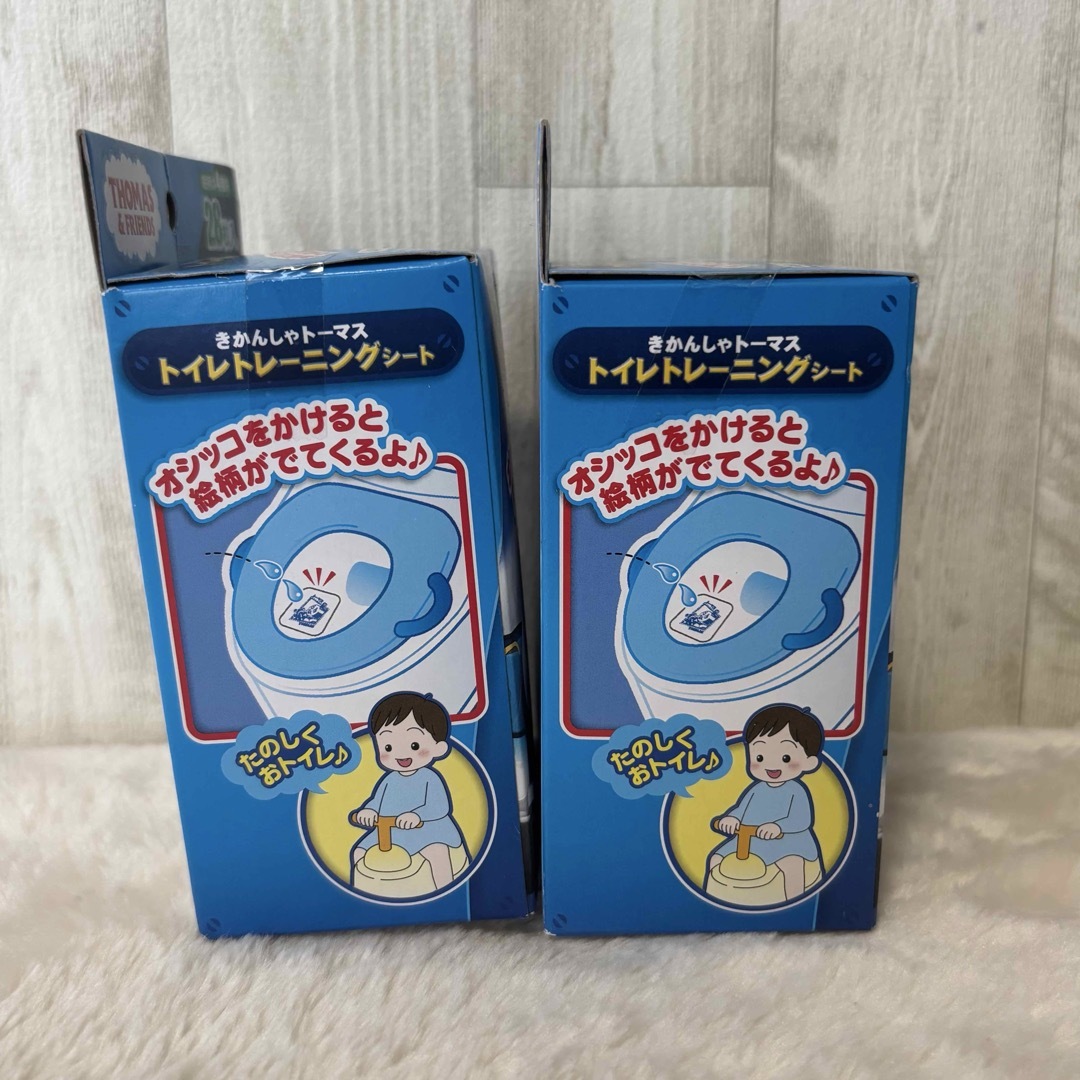 THOMAS
& FRIENDS
28
きかんしゃトーマス
トイレトレーニングシート
オシッコをかけると
絵柄がでてくるよ♪
たのしく
おトイレ♪
きかんしゃトーマス
トイレトレーニングシート
オシッコをかけると
絵柄がでてくるよ♪
たのしく
おトイレ♪